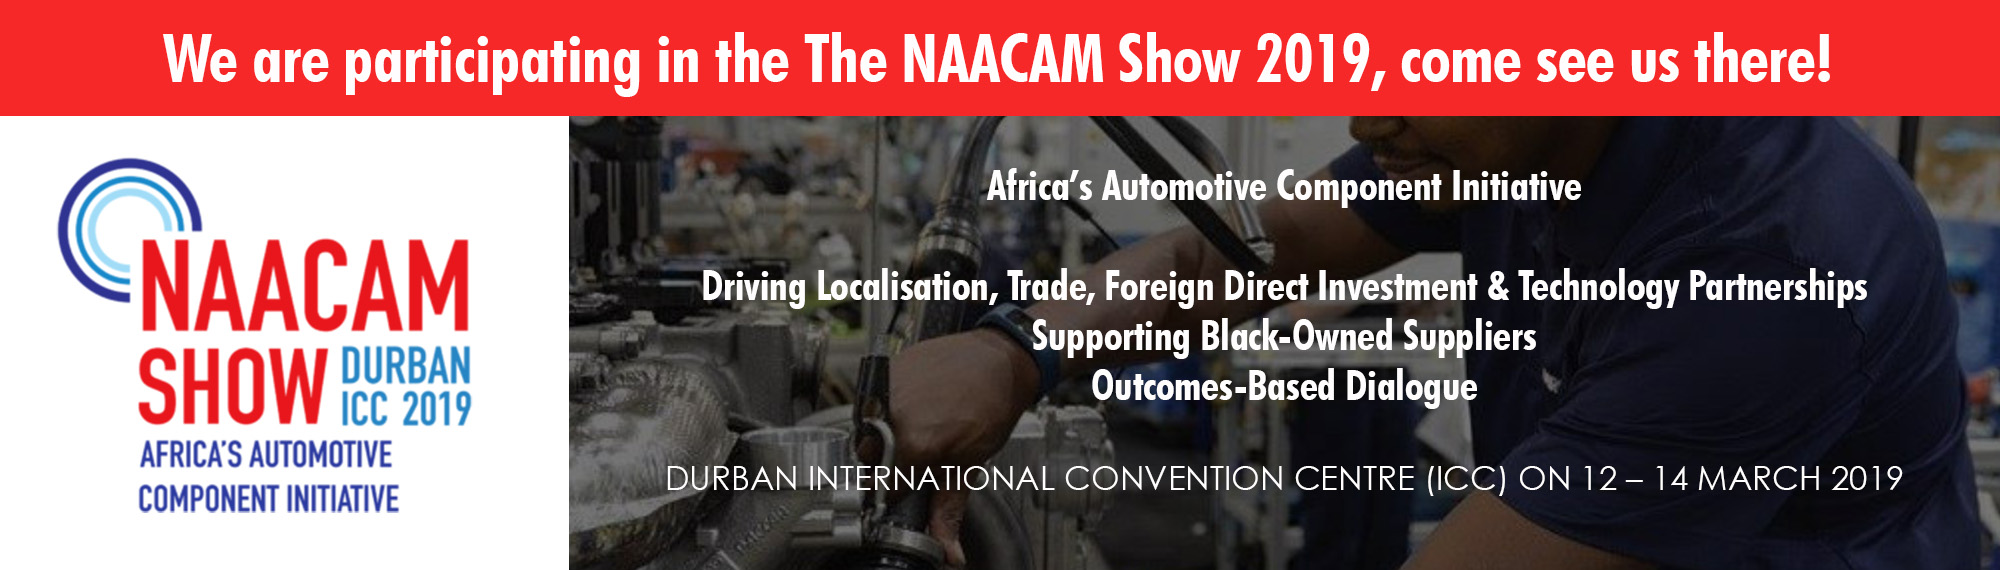 We are participating in the The NAACAM Show 2019, come see us there!
NAACAM
SHOW DURBAN
ICC 2019
AFRICA'S AUTOMOTIVE
COMPONENT INITIATIVE
Africa’s Automotive Component Initiative
Driving Localisation, Trade, Foreign Direct Investment & Technology Partnerships
Supporting Black-Owned Suppliers
Outcomes-Based Dialogue
DURBAN INTERNATIONAL CONVENTION CENTRE (ICC) ON 12 – 14 MARCH 2019